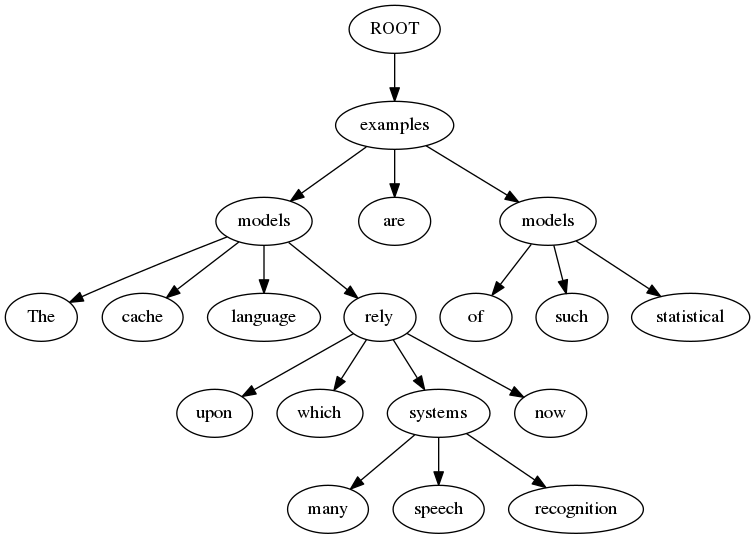 ROOT
examples
models are models
The cache language rely of such statistical
upon which systems now
many speech recognition